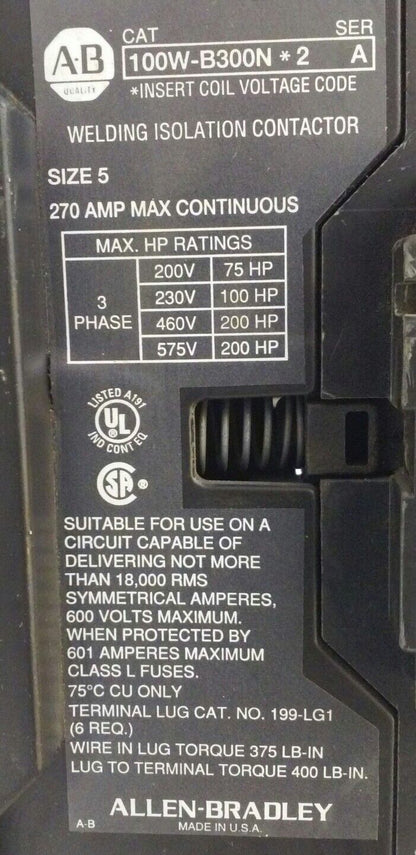 A-B
QUALITY
CAT SER
100W-B300N * 2 A
*INSERT COIL VOLTAGE CODE
WELDING ISOLATION CONTACTOR
SIZE 5
270 AMP MAX CONTINUOUS
MAX. HP RATINGS
3 PHASE
200V 75 HP
230V 100 HP
460V 200 HP
575V 200 HP
LISTED A191
UL ®
IND CONT EQ
SA ®
SUITABLE FOR USE ON A
CIRCUIT CAPABLE OF
DELIVERING NOT MORE
THAN 18,000 RMS
SYMMETRICAL AMPERES,
600 VOLTS MAXIMUM.
WHEN PROTECTED BY
601 AMPERES MAXIMUM
CLASS L FUSES.
75°C CU ONLY
TERMINAL LUG CAT. NO. 199-LG1
(6 REQ.)
WIRE IN LUG TORQUE 375 LB-IN
LUG TO TERMINAL TORQUE 400 LB-IN.
ALLEN-BRADLEY
A-B MADE IN U.S.A.